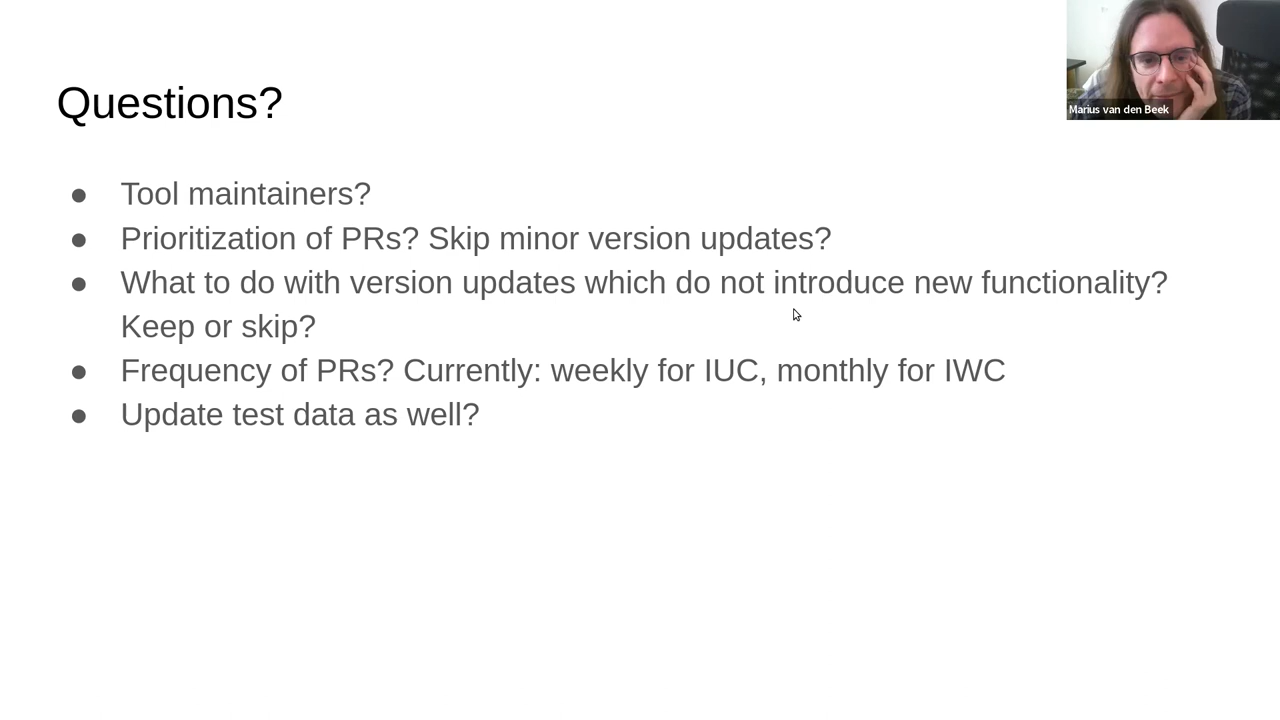 Questions?
Marius van den Beek
● Tool maintainers?
● Prioritization of PRs? Skip minor version updates?
● What to do with version updates which do not introduce new functionality?
Keep or skip?
● Frequency of PRs? Currently: weekly for IUC, monthly for IWC
● Update test data as well?